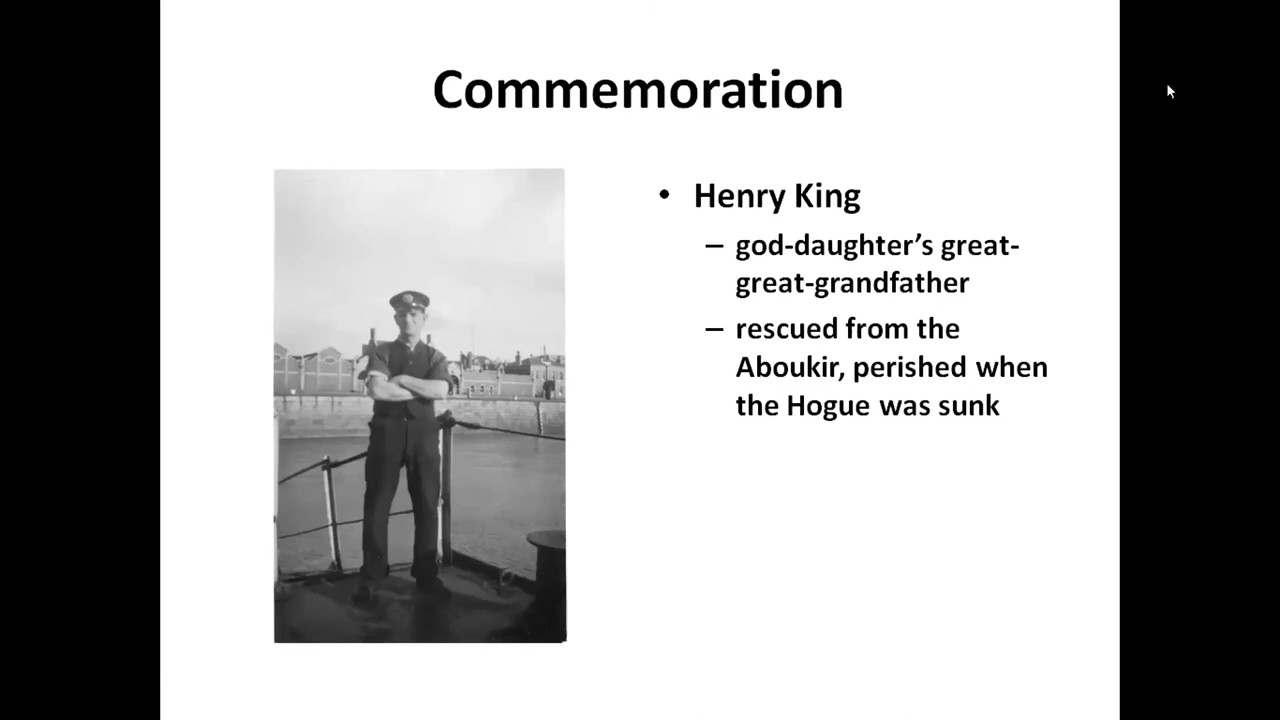 Commemoration
• Henry King
– god-daughter’s great-
great-grandfather
– rescued from the
Aboukir, perished when
the Hogue was sunk